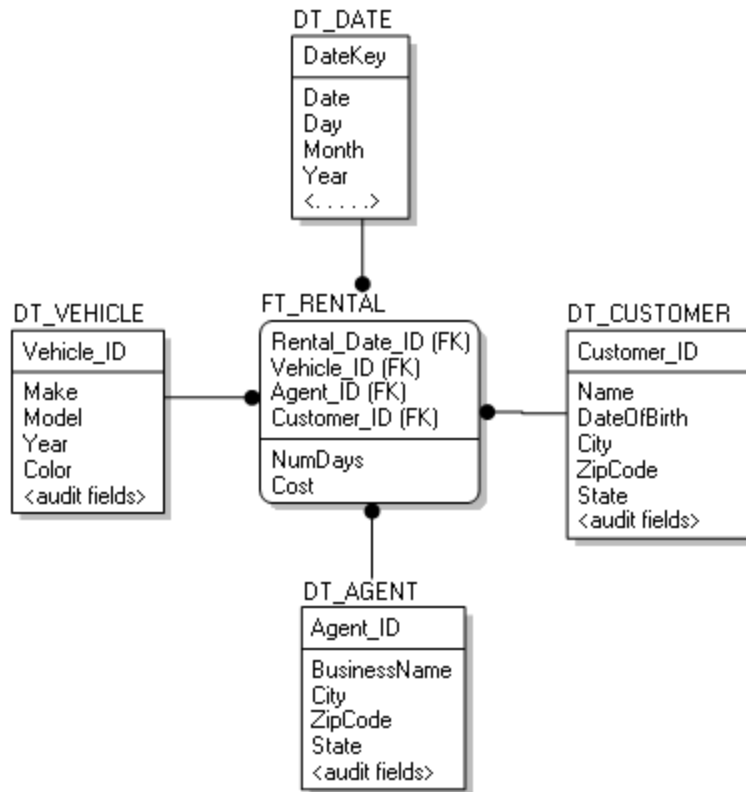 DT_DATE
DateKey
Date
Day
Month
Year
<. . . . .>
DT_VEHICLE
Vehicle_ID
Make
Model
Year
Color
<audit fields>
FT_RENTAL
Rental_Date_ID (FK)
Vehicle_ID (FK)
Agent_ID (FK)
Customer_ID (FK)
NumDays
Cost
DT_CUSTOMER
Customer_ID
Name
DateOfBirth
City
ZipCode
State
<audit fields>
DT_AGENT
Agent_ID
BusinessName
City
ZipCode
State
<audit fields>